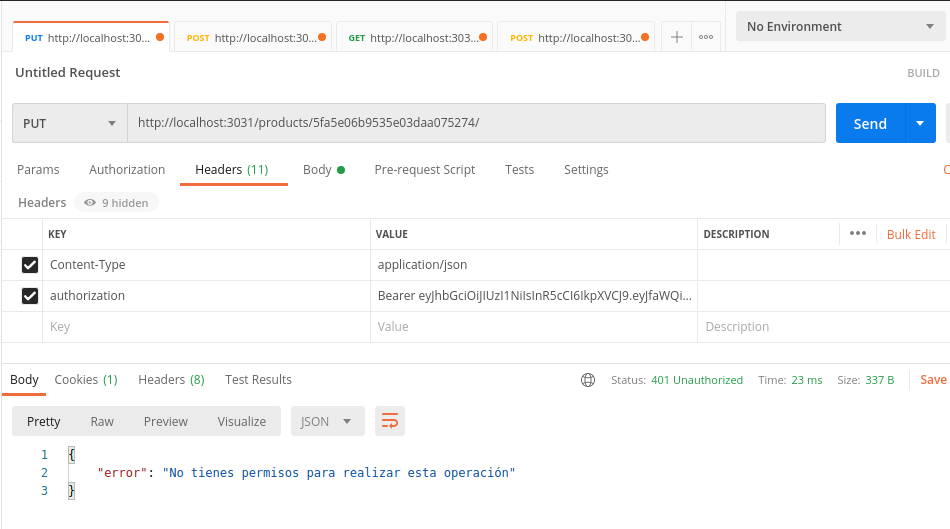 PUT http://localhost:30... POST http://localhost:30... GET http://localhost:303... POST http://localhost:30... No Environment
Untitled Request BUILD
PUT http://localhost:3031/products/5fa5e06b9535e03daa075274/ Send
Params Authorization Headers (11) Body Pre-request Script Tests Settings C
Headers 9 hidden
KEY VALUE DESCRIPTION Bulk Edit
Content-Type application/json
authorization Bearer eyJhbGciOiJIUzI1NiIsInR5cCI6IkpXVCJ9.eyJfaWQi...
Key Value Description
Body Cookies (1) Headers (8) Test Results Status: 401 Unauthorized Time: 23 ms Size: 337 B Save
Pretty Raw Preview Visualize JSON
1 {
2 "error": "No tienes permisos para realizar esta operación"
3 }